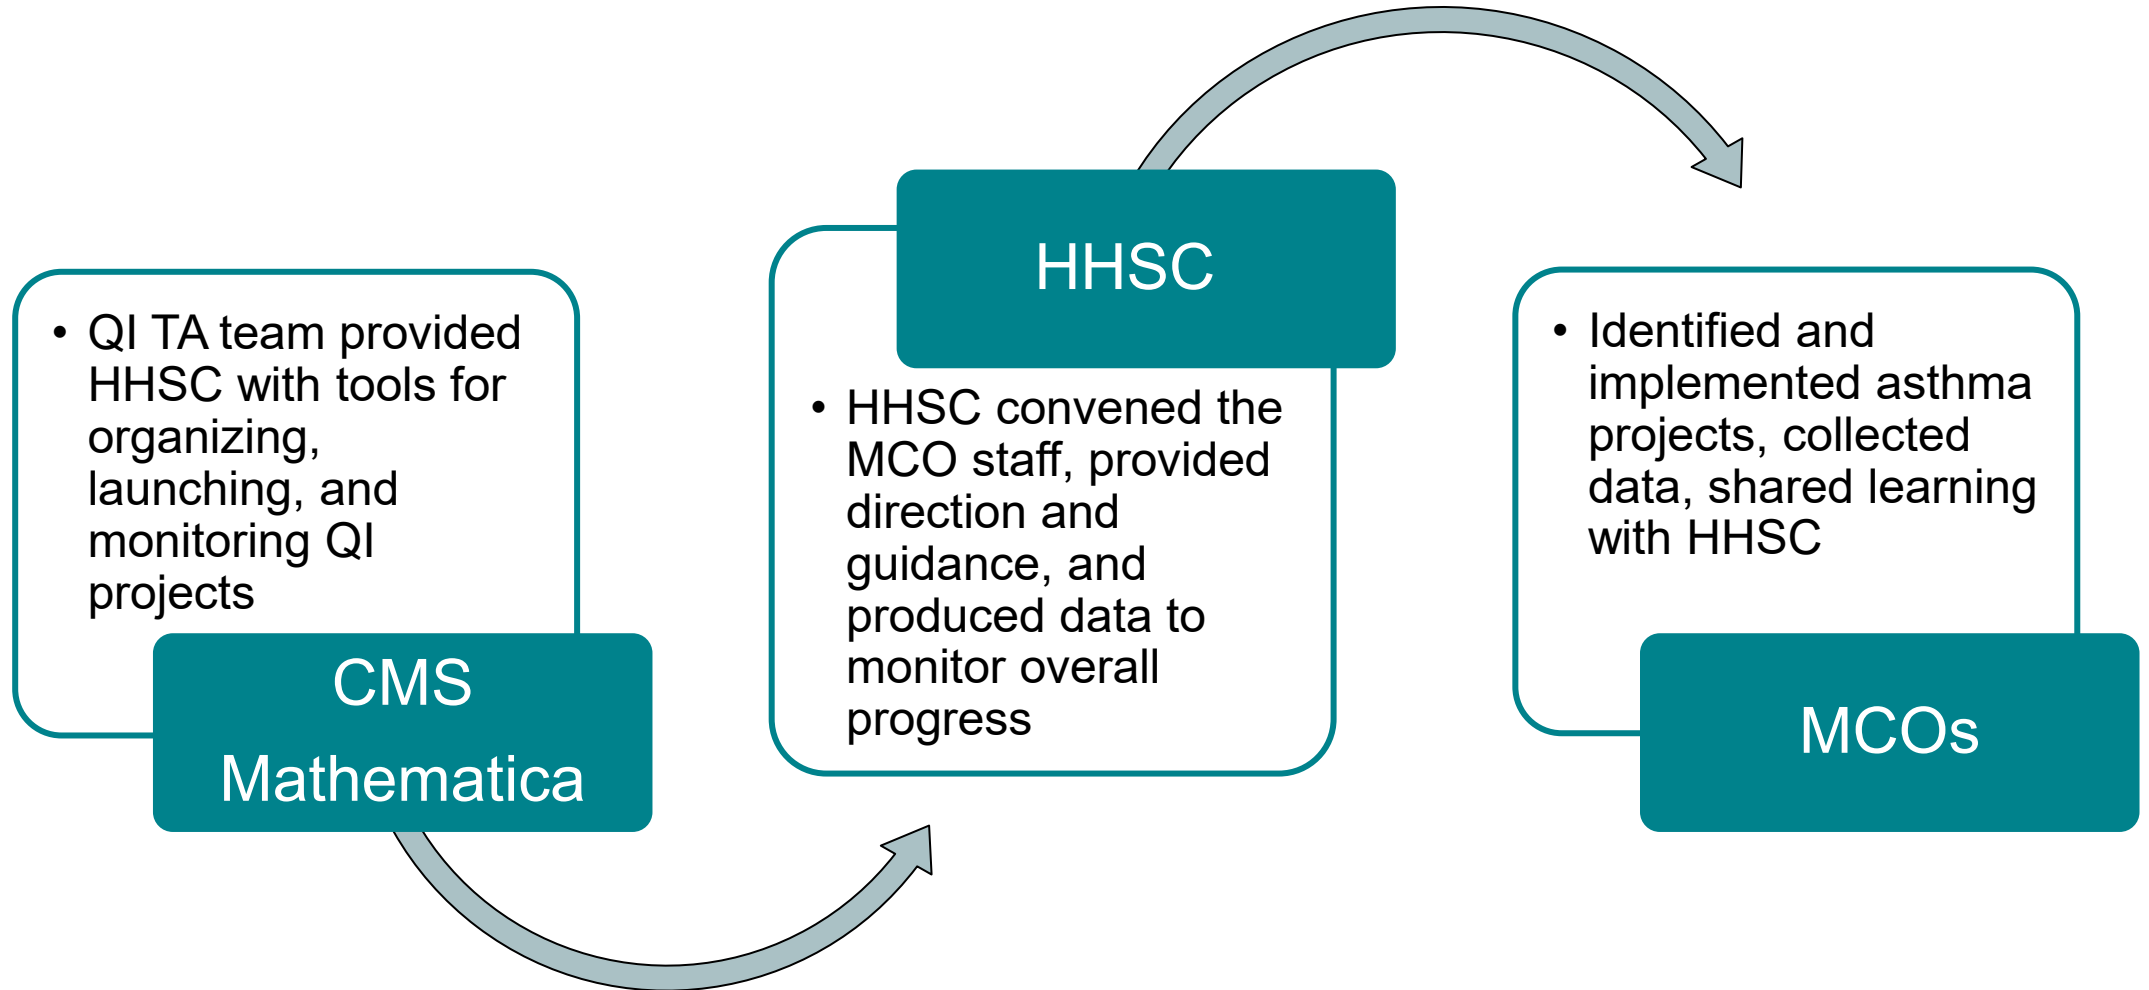 • QI TA team provided
HHSC with tools for
organizing,
launching, and
monitoring QI
projects
CMS
Mathematica
HHSC
• HHSC convened the
MCO staff, provided
direction and
guidance, and
produced data to
monitor overall
progress
• Identified and
implemented asthma
projects, collected
data, shared learning
with HHSC
MCOs